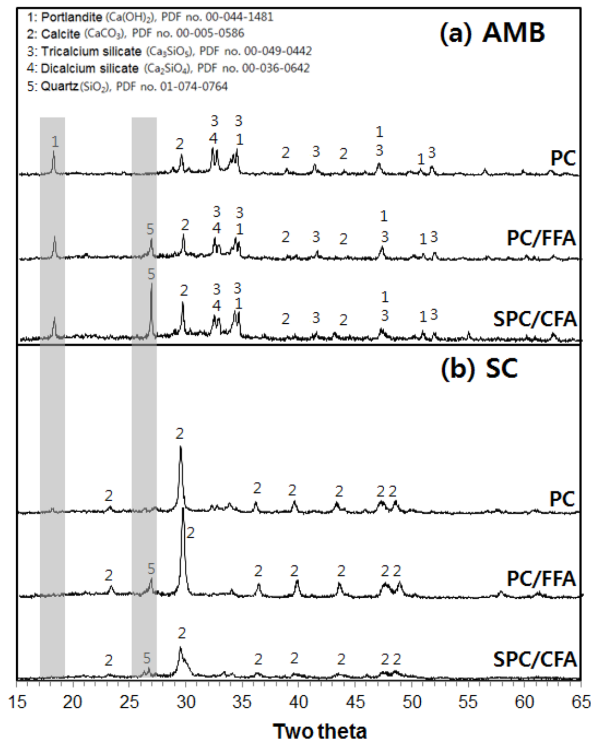 1: Portlandite (Ca(OH)₂), PDF no. 00-044-1481
2: Calcite (CaCO₃), PDF no. 00-005-0586
3: Tricalcium silicate (Ca₃SiO₅), PDF no. 00-049-0442
4: Dicalcium silicate (Ca₂SiO₄), PDF no. 00-036-0642
5: Quartz(SiO₂), PDF no. 01-074-0764
(a) AMB
3 3 1
1 2 4 1 2 3 2 3 1 3
PC
3 3 1
5 2 4 1 2 3 2 3 1 3
PC/FFA
5 3 3 1
2 4 1 2 3 2 3 1 3
SPC/CFA
(b) SC
2
2 2 2 2 2 2
PC
2 5 2 2 2 2 2 2
PC/FFA
2
2 5 2 2 2 2 2
SPC/CFA
15 20 25 30 35 40 45 50 55 60 65
Two theta